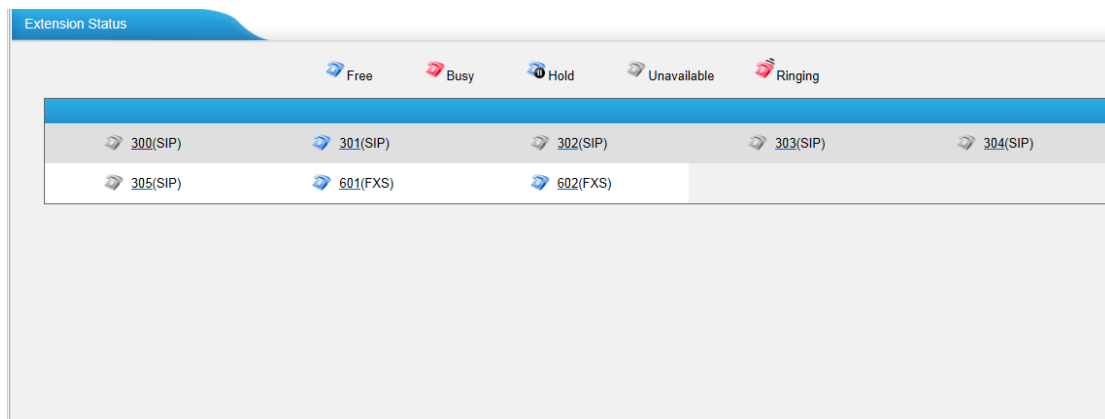 Extension Status
Free Busy Hold Unavailable Ringing
300(SIP) 301(SIP) 302(SIP) 303(SIP) 304(SIP)
305(SIP) 601(FXS) 602(FXS)